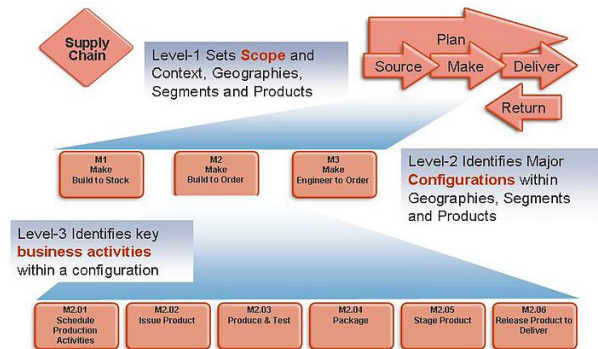 Supply
Chain
Level-1 Sets Scope and
Context, Geographies,
Segments and Products
Plan
Source
Make
Deliver
Return
M1
Make
Build to Stock
M2
Make
Build to Order
M3
Make
Engineer to Order
Level-2 Identifies Major
Configurations within
Geographies, Segments
and Products
Level-3 Identifies key
business activities
within a configuration
M2.01
Schedule
Production
Activities
M2.02
Issue Product
M2.03
Produce & Test
M2.04
Package
M2.05
Stage Product
M2.06
Release Product to
Deliver